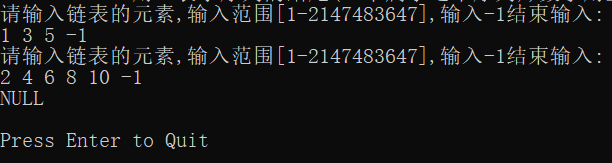 请输入链表的元素,输入范围[1-2147483647],输入-1结束输入:
1 3 5 -1
请输入链表的元素,输入范围[1-2147483647],输入-1结束输入:
2 4 6 8 10 -1
NULL
Press Enter to Quit